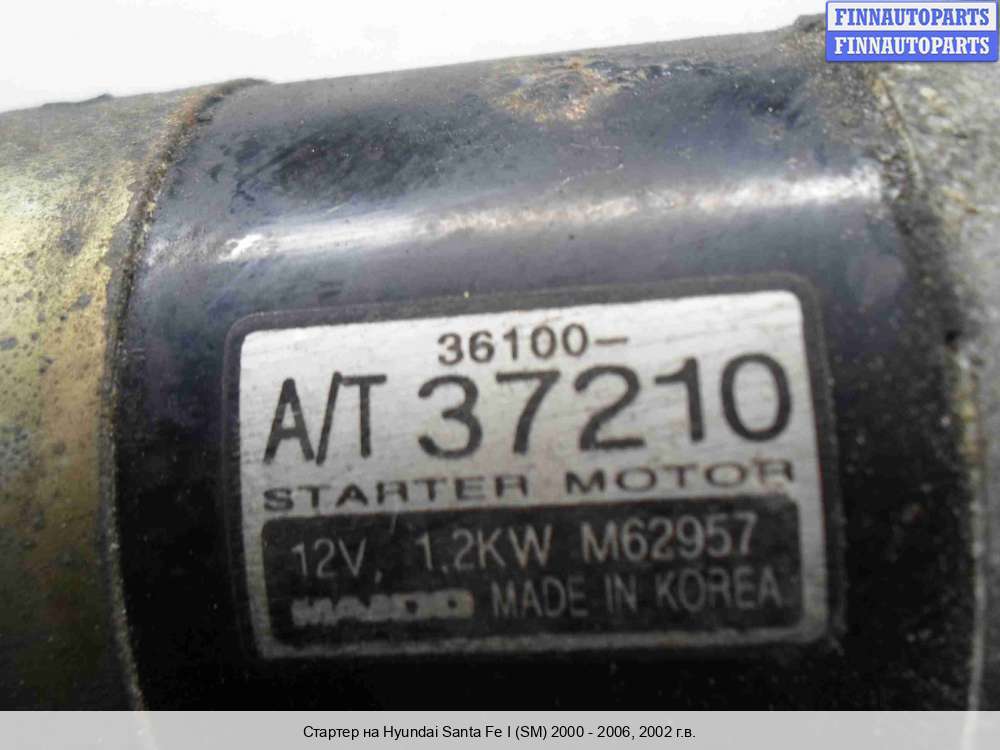 FINNAUTOPARTS
FINNAUTOPARTS
36100-
A/T 37210
STARTER MOTOR
12V, 1.2KW M62957
MANDO MADE IN KOREA
Стартер на Hyundai Santa Fe I (SM) 2000 - 2006, 2002 г.в.